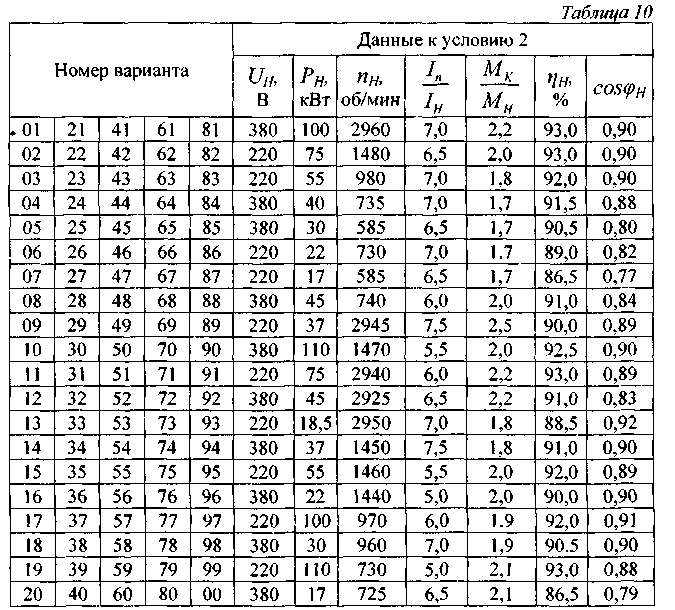 Таблица 10
Номер варианта Данные к условию 2
U_Н, В P_Н, кВт n_Н, об/мин I_п/I_Н M_К/M_Н η_Н, % cosφ_Н
01 21 41 61 81 380 100 2960 7,0 2,2 93,0 0,90
02 22 42 62 82 220 75 1480 6,5 2,0 93,0 0,90
03 23 43 63 83 220 55 980 7,0 1,8 92,0 0,90
04 24 44 64 84 380 40 735 7,0 1,7 91,5 0,88
05 25 45 65 85 380 30 585 6,5 1,7 90,5 0,80
06 26 46 66 86 220 22 730 7,0 1.7 89,0 0,82
07 27 47 67 87 220 17 585 6,5 1,7 86,5 0,77
08 28 48 68 88 380 45 740 6,0 2,0 91,0 0,84
09 29 49 69 89 220 37 2945 7,5 2,5 90,0 0,89
10 30 50 70 90 380 110 1470 5,5 2,0 92,5 0,90
11 31 51 71 91 220 75 2940 6,0 2,2 93,0 0,89
12 32 52 72 92 380 45 2925 6,5 2,2 91,0 0,83
13 33 53 73 93 220 18,5 2950 7,0 1,8 88,5 0,92
14 34 54 74 94 380 37 1450 7,5 1,8 91,0 0,90
15 35 55 75 95 220 55 1460 5,5 2,0 92,0 0,89
16 36 56 76 96 380 22 1440 5,0 2,0 90,0 0,90
17 37 57 77 97 220 100 970 6,0 1.9 92,0 0,91
18 38 58 78 98 380 30 960 7,0 1,9 90.5 0,90
19 39 59 79 99 220 110 730 5,0 2,1 93,0 0,88
20 40 60 80 00 380 17 725 6,5 2,1 86,5 0,79